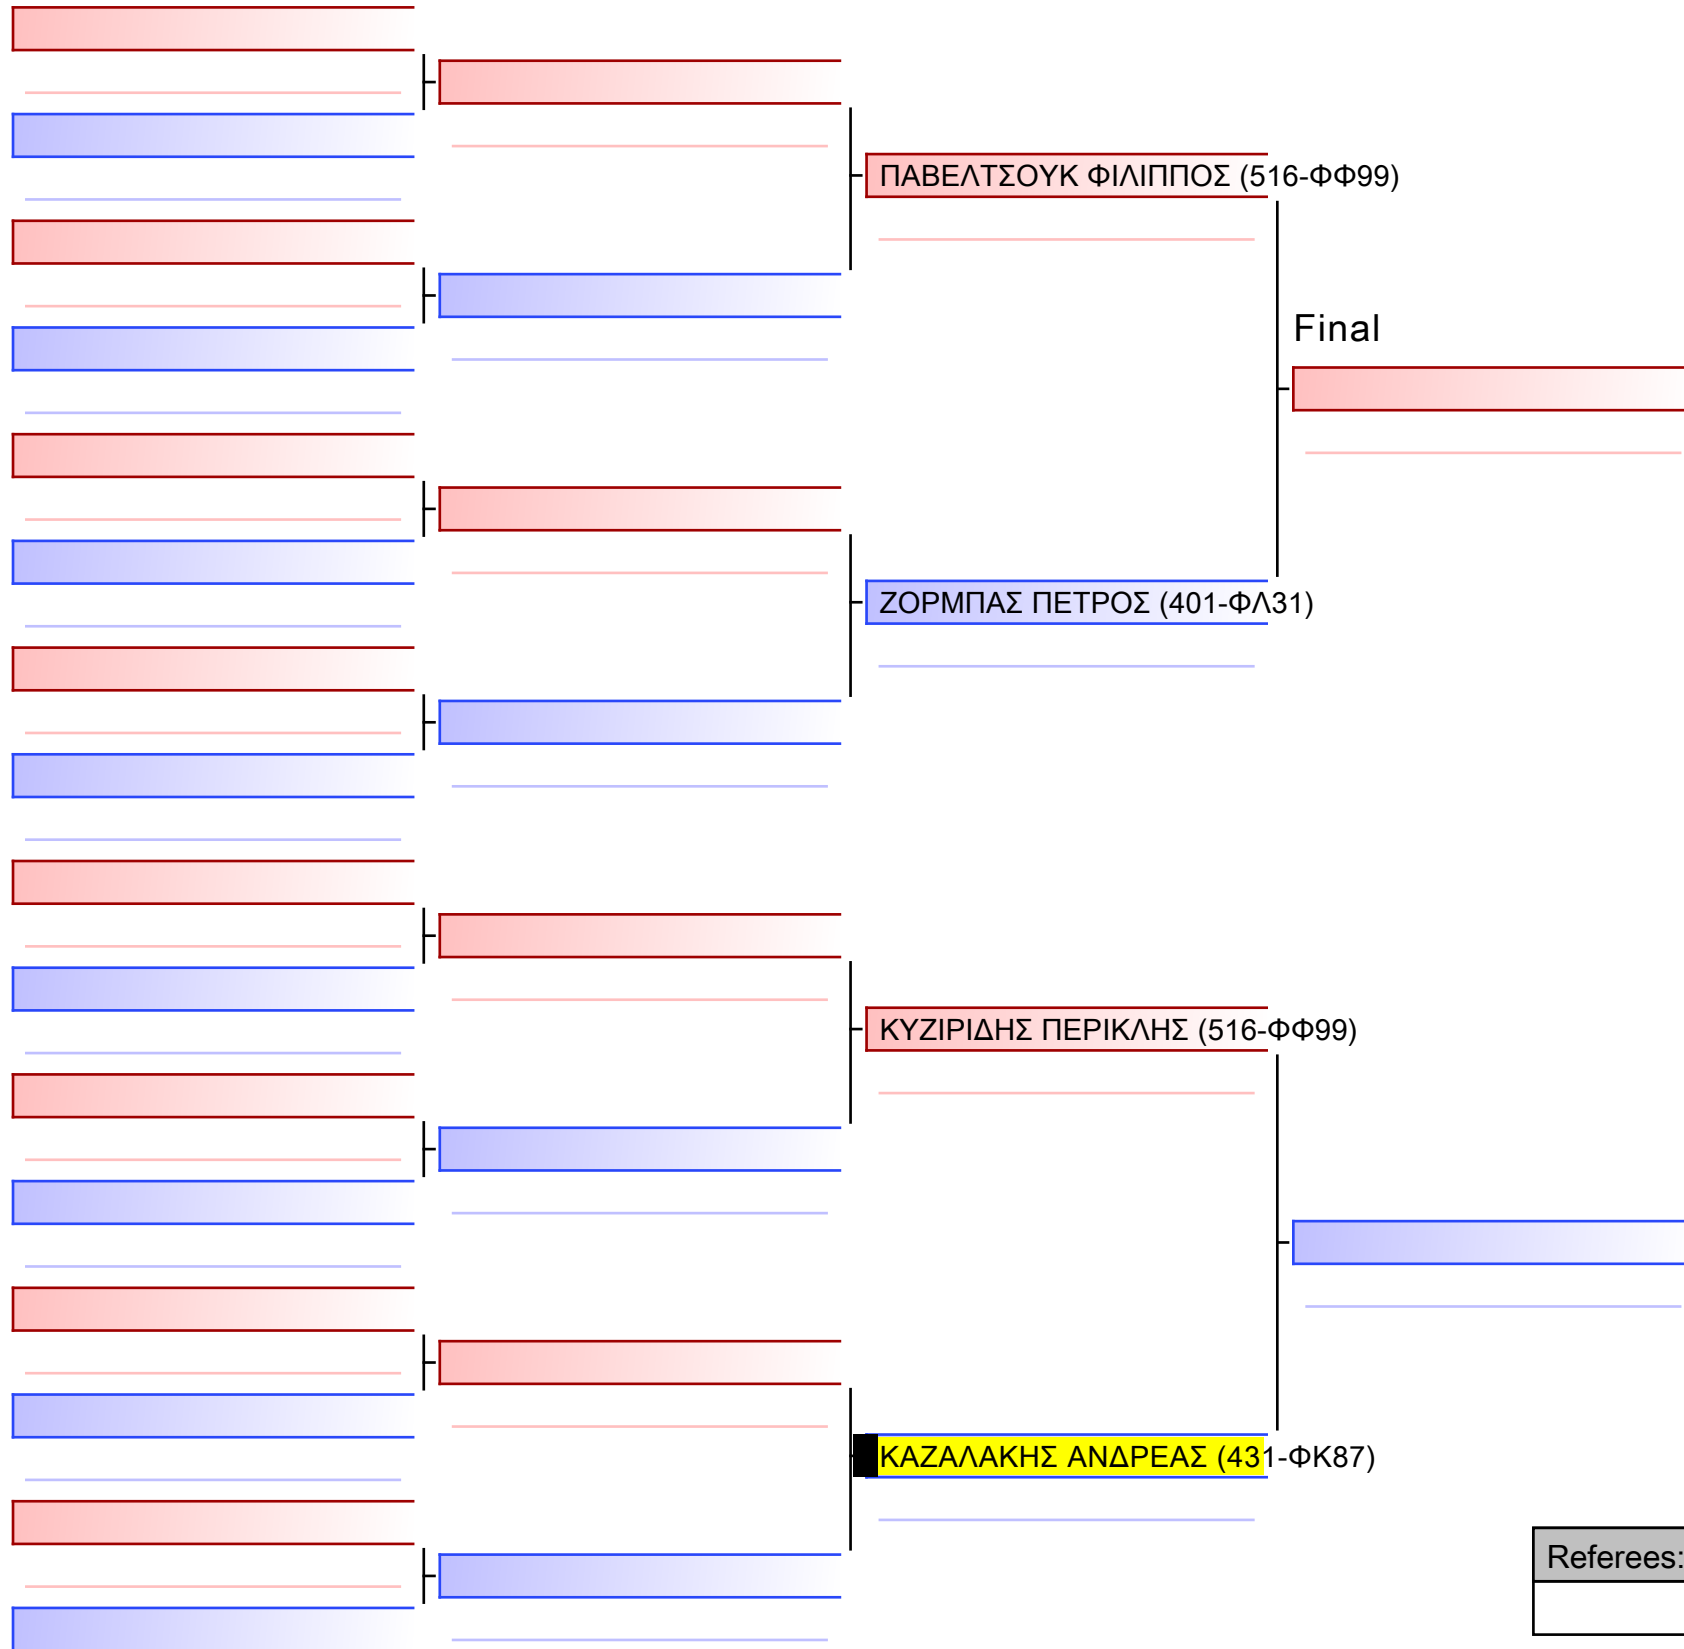 ΠΑΒΕΛΤΣΟΥΚ ΦΙΛΙΠΠΟΣ (516-ΦΦ99)
Final
ΖΟΡΜΠΑΣ ΠΕΤΡΟΣ (401-ΦΛ31)
ΚΥΖΙΡΙΔΗΣ ΠΕΡΙΚΛΗΣ (516-ΦΦ99)
ΚΑΖΑΛΑΚΗΣ ΑΝΔΡΕΑΣ (431-ΦΚ87)
Referees: